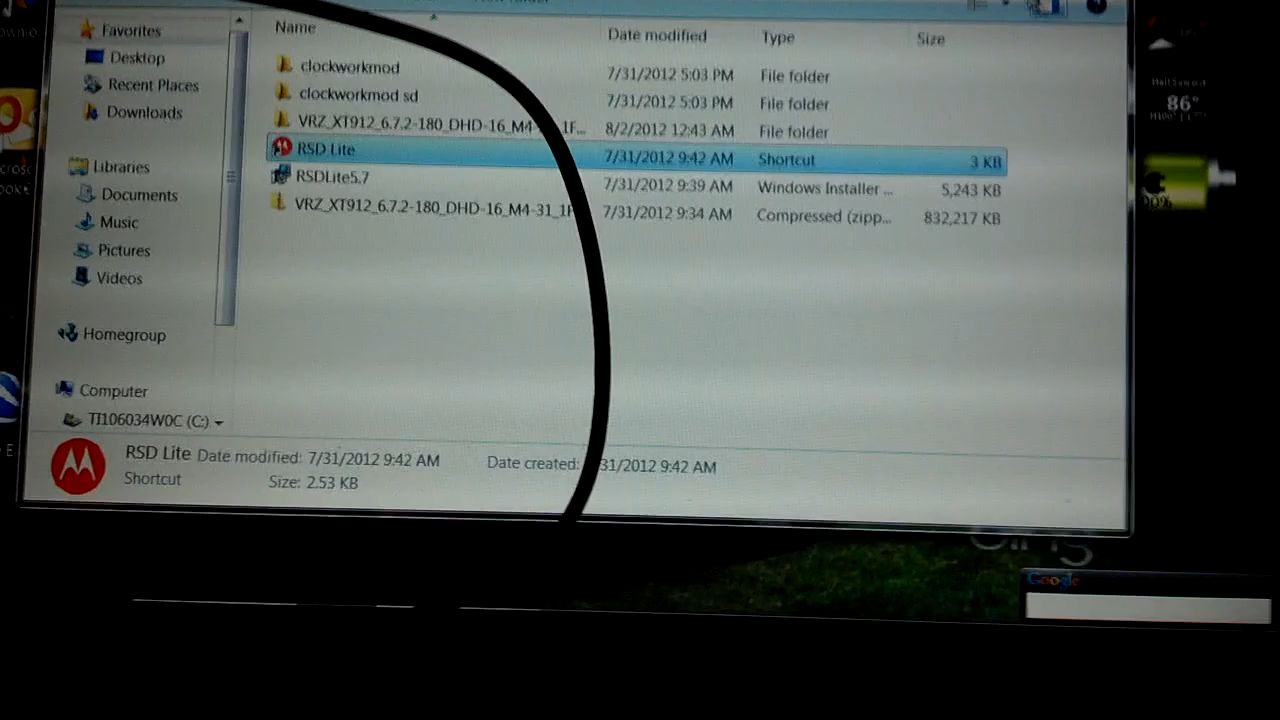 Name Date modified Type Size
Favorites
Desktop
Recent Places
Downloads
Libraries
Documents
Music
Pictures
Videos
Homegroup
Computer
TI106034W0C (C:)
clockworkmod 7/31/2012 5:03 PM File folder
clockworkmod sd 7/31/2012 5:03 PM File folder
VRZ_XT912_6.7.2-180_DHD-16_M4- 1F... 8/2/2012 12:43 AM File folder
RSD Lite 7/31/2012 9:42 AM Shortcut 3 KB
RSDLite5.7 7/31/2012 9:39 AM Windows Installer ... 5,243 KB
VRZ_XT912_6.7.2-180_DHD-16_M4-31_1F 7/31/2012 9:34 AM Compressed (zipp... 832,217 KB
RSD Lite Date modified: 7/31/2012 9:42 AM Date created: 31/2012 9:42 AM
Shortcut Size: 2.53 KB
86°
Google